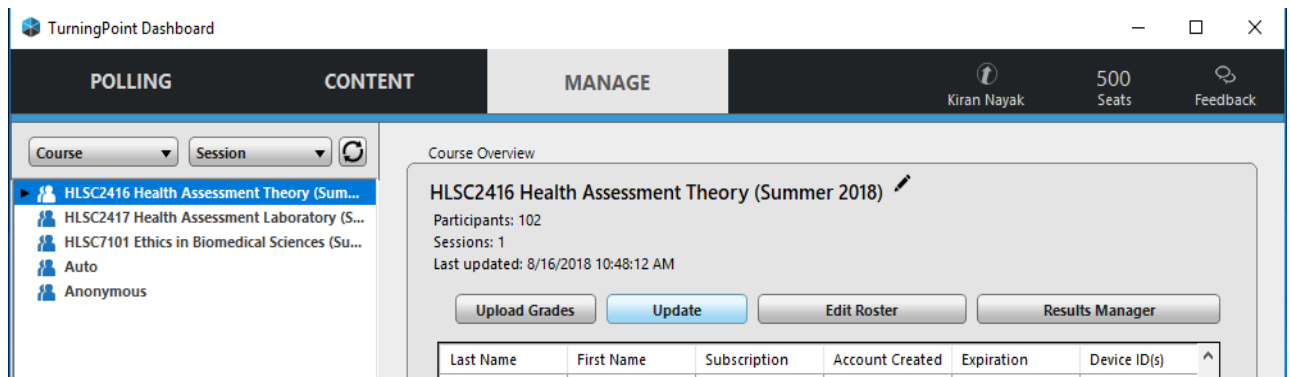 TurningPoint Dashboard
POLLING CONTENT MANAGE Kiran Nayak 500 Seats Feedback
Course Session
HLSC2416 Health Assessment Theory (Sum...
HLSC2417 Health Assessment Laboratory (S...
HLSC7101 Ethics in Biomedical Sciences (Su...
Auto
Anonymous
Course Overview
HLSC2416 Health Assessment Theory (Summer 2018)
Participants: 102
Sessions: 1
Last updated: 8/16/2018 10:48:12 AM
Upload Grades Update Edit Roster Results Manager
Last Name First Name Subscription Account Created Expiration Device ID(s)